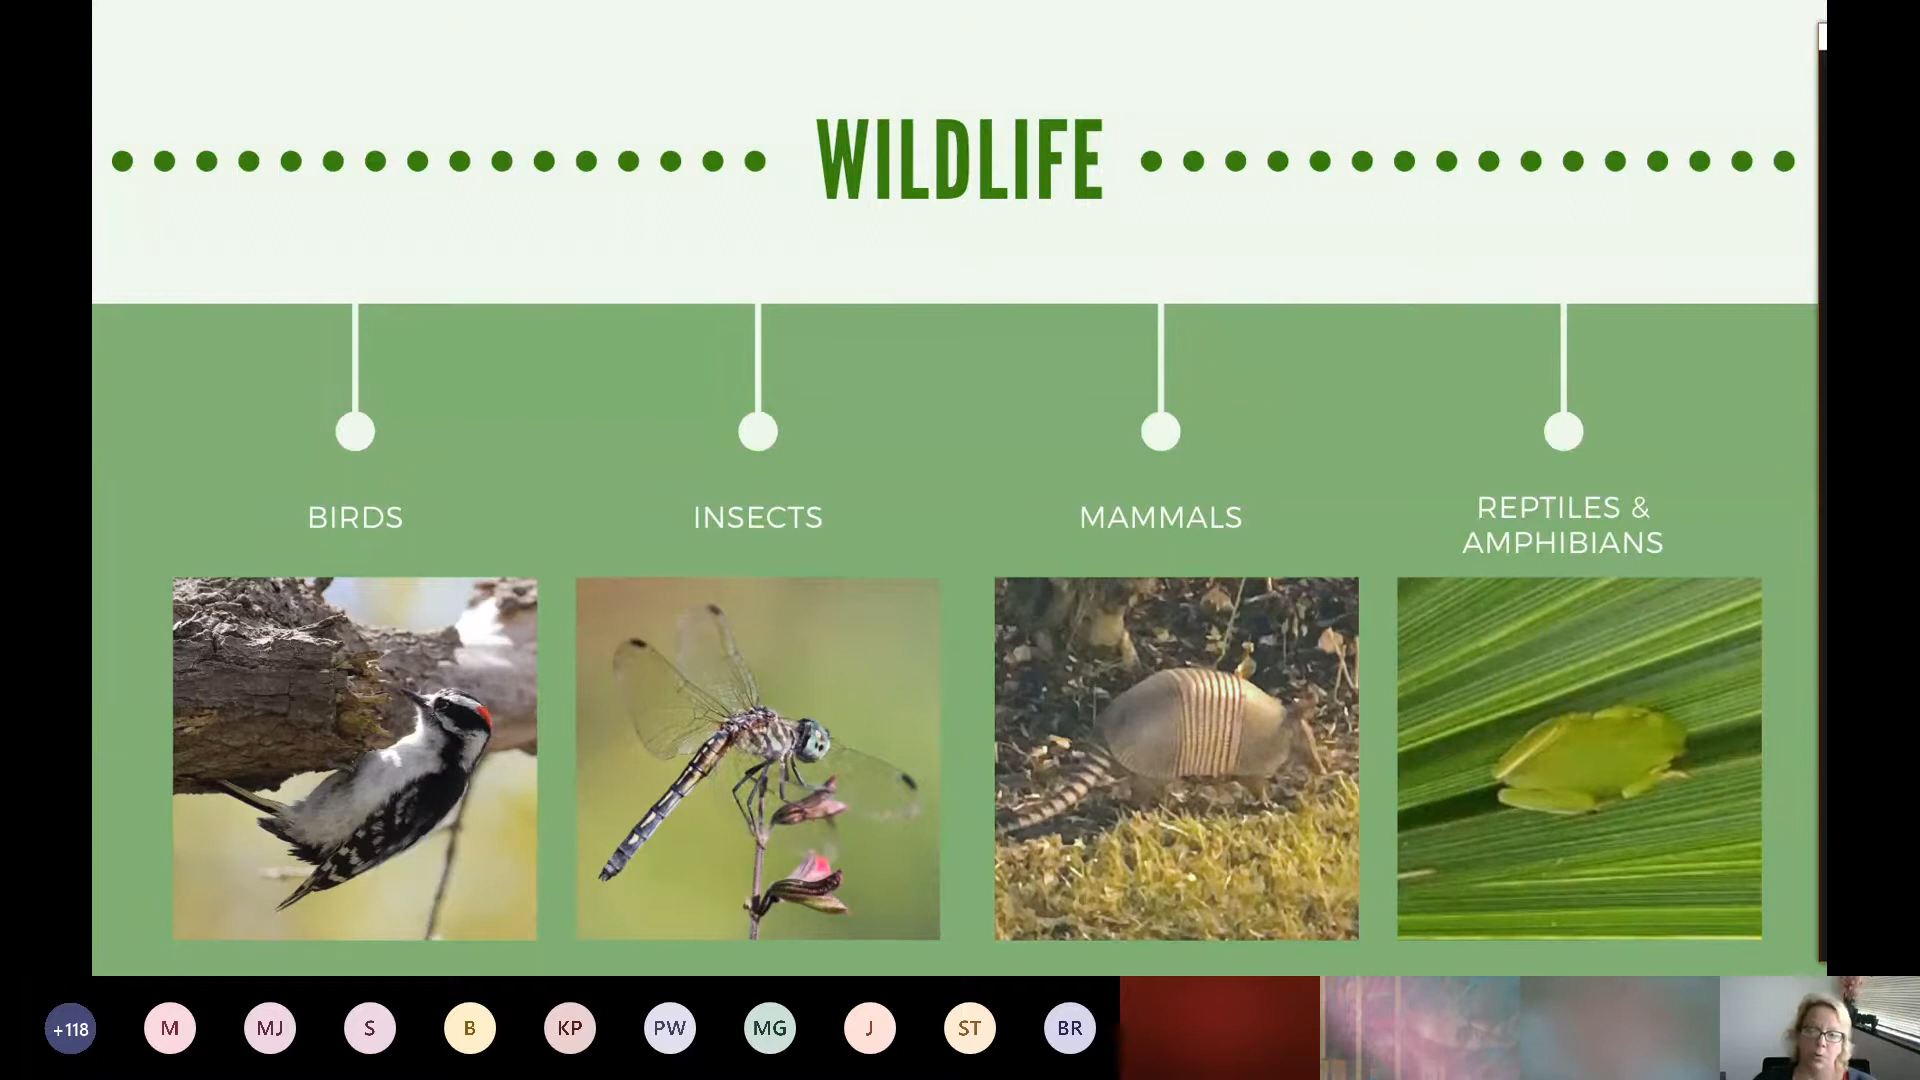 WILDLIFE
BIRDS
INSECTS
MAMMALS
REPTILES &
AMPHIBIANS
+118
M
MJ
S
B
KP
PW
MG
J
ST
BR